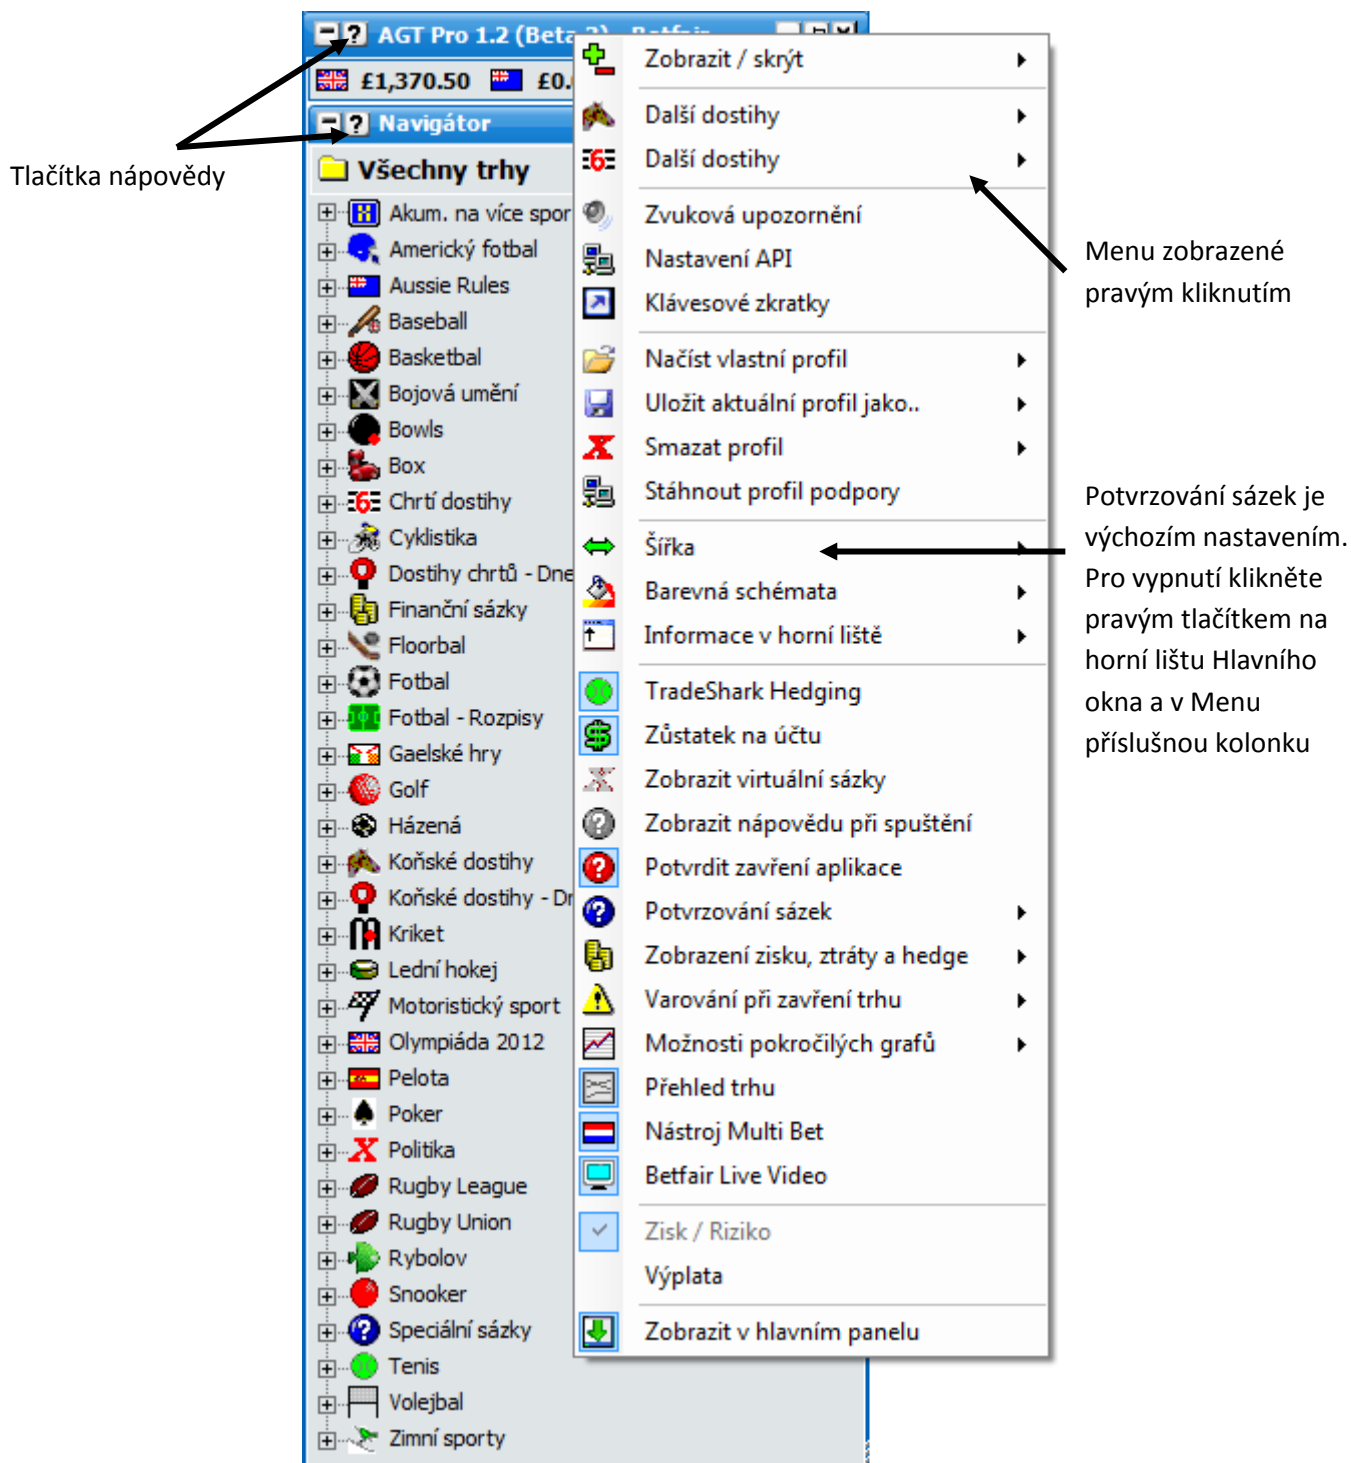 AGT Pro 1.2 (Beta 2) - Betfair
£1,370.50 £0.
Navigátor
Všechny trhy
Akum. na více spor
Americký fotbal
Aussie Rules
Baseball
Basketbal
Bojová umění
Bowls
Box
Chrtí dostihy
Cyklistika
Dostihy chrtů - Dne
Finanční sázky
Floorbal
Fotbal
Fotbal - Rozpisy
Gaelské hry
Golf
Házená
Koňské dostihy
Koňské dostihy - Dn
Kriket
Lední hokej
Motoristický sport
Olympiáda 2012
Pelota
Poker
Politika
Rugby League
Rugby Union
Rybolov
Snooker
Speciální sázky
Tenis
Volejbal
Zimní sporty
Zobrazit / skrýt
Další dostihy
Další dostihy
Zvuková upozornění
Nastavení API
Klávesové zkratky
Načíst vlastní profil
Uložit aktuální profil jako..
Smazat profil
Stáhnout profil podpory
Šířka
Barevná schémata
Informace v horní liště
TradeShark Hedging
Zůstatek na účtu
Zobrazit virtuální sázky
Zobrazit nápovědu při spuštění
Potvrdit zavření aplikace
Potvrzování sázek
Zobrazení zisku, ztráty a hedge
Varování při zavření trhu
Možnosti pokročilých grafů
Přehled trhu
Nástroj Multi Bet
Betfair Live Video
Zisk / Riziko
Výplata
Zobrazit v hlavním panelu
Tlačítka nápovědy
Menu zobrazené
pravým kliknutím
Potvrzování sázek je
výchozím nastavením.
Pro vypnutí klikněte
pravým tlačítkem na
horní lištu Hlavního
okna a v Menu
příslušnou kolonku